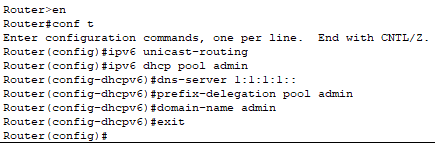 Router>en
Router#conf t
Enter configuration commands, one per line.  End with CNTL/Z.
Router(config)#ipv6 unicast-routing
Router(config)#ipv6 dhcp pool admin
Router(config-dhcpv6)#dns-server 1:1:1:1::
Router(config-dhcpv6)#prefix-delegation pool admin
Router(config-dhcpv6)#domain-name admin
Router(config-dhcpv6)#exit
Router(config)#